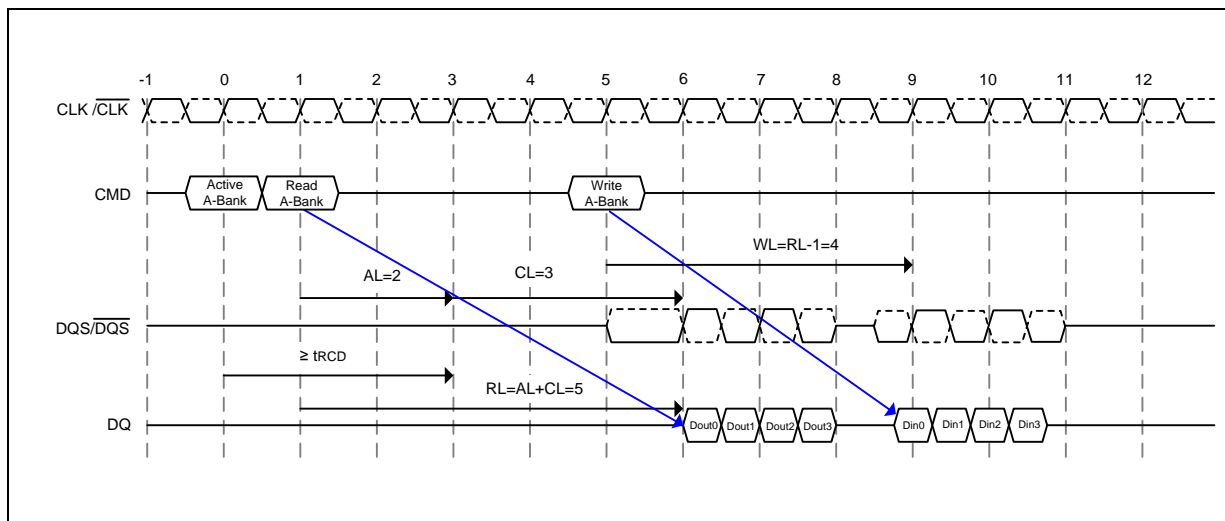 -1 0 1 2 3 4 5 6 7 8 9 10 11 12
CLK /CLK
CMD
Active
A-Bank
Read
A-Bank
Write
A-Bank
WL=RL-1=4
AL=2
CL=3
DQS/DQS
≥ tRCD
RL=AL+CL=5
DQ
Dout0 Dout1 Dout2 Dout3 Din0 Din1 Din2 Din3